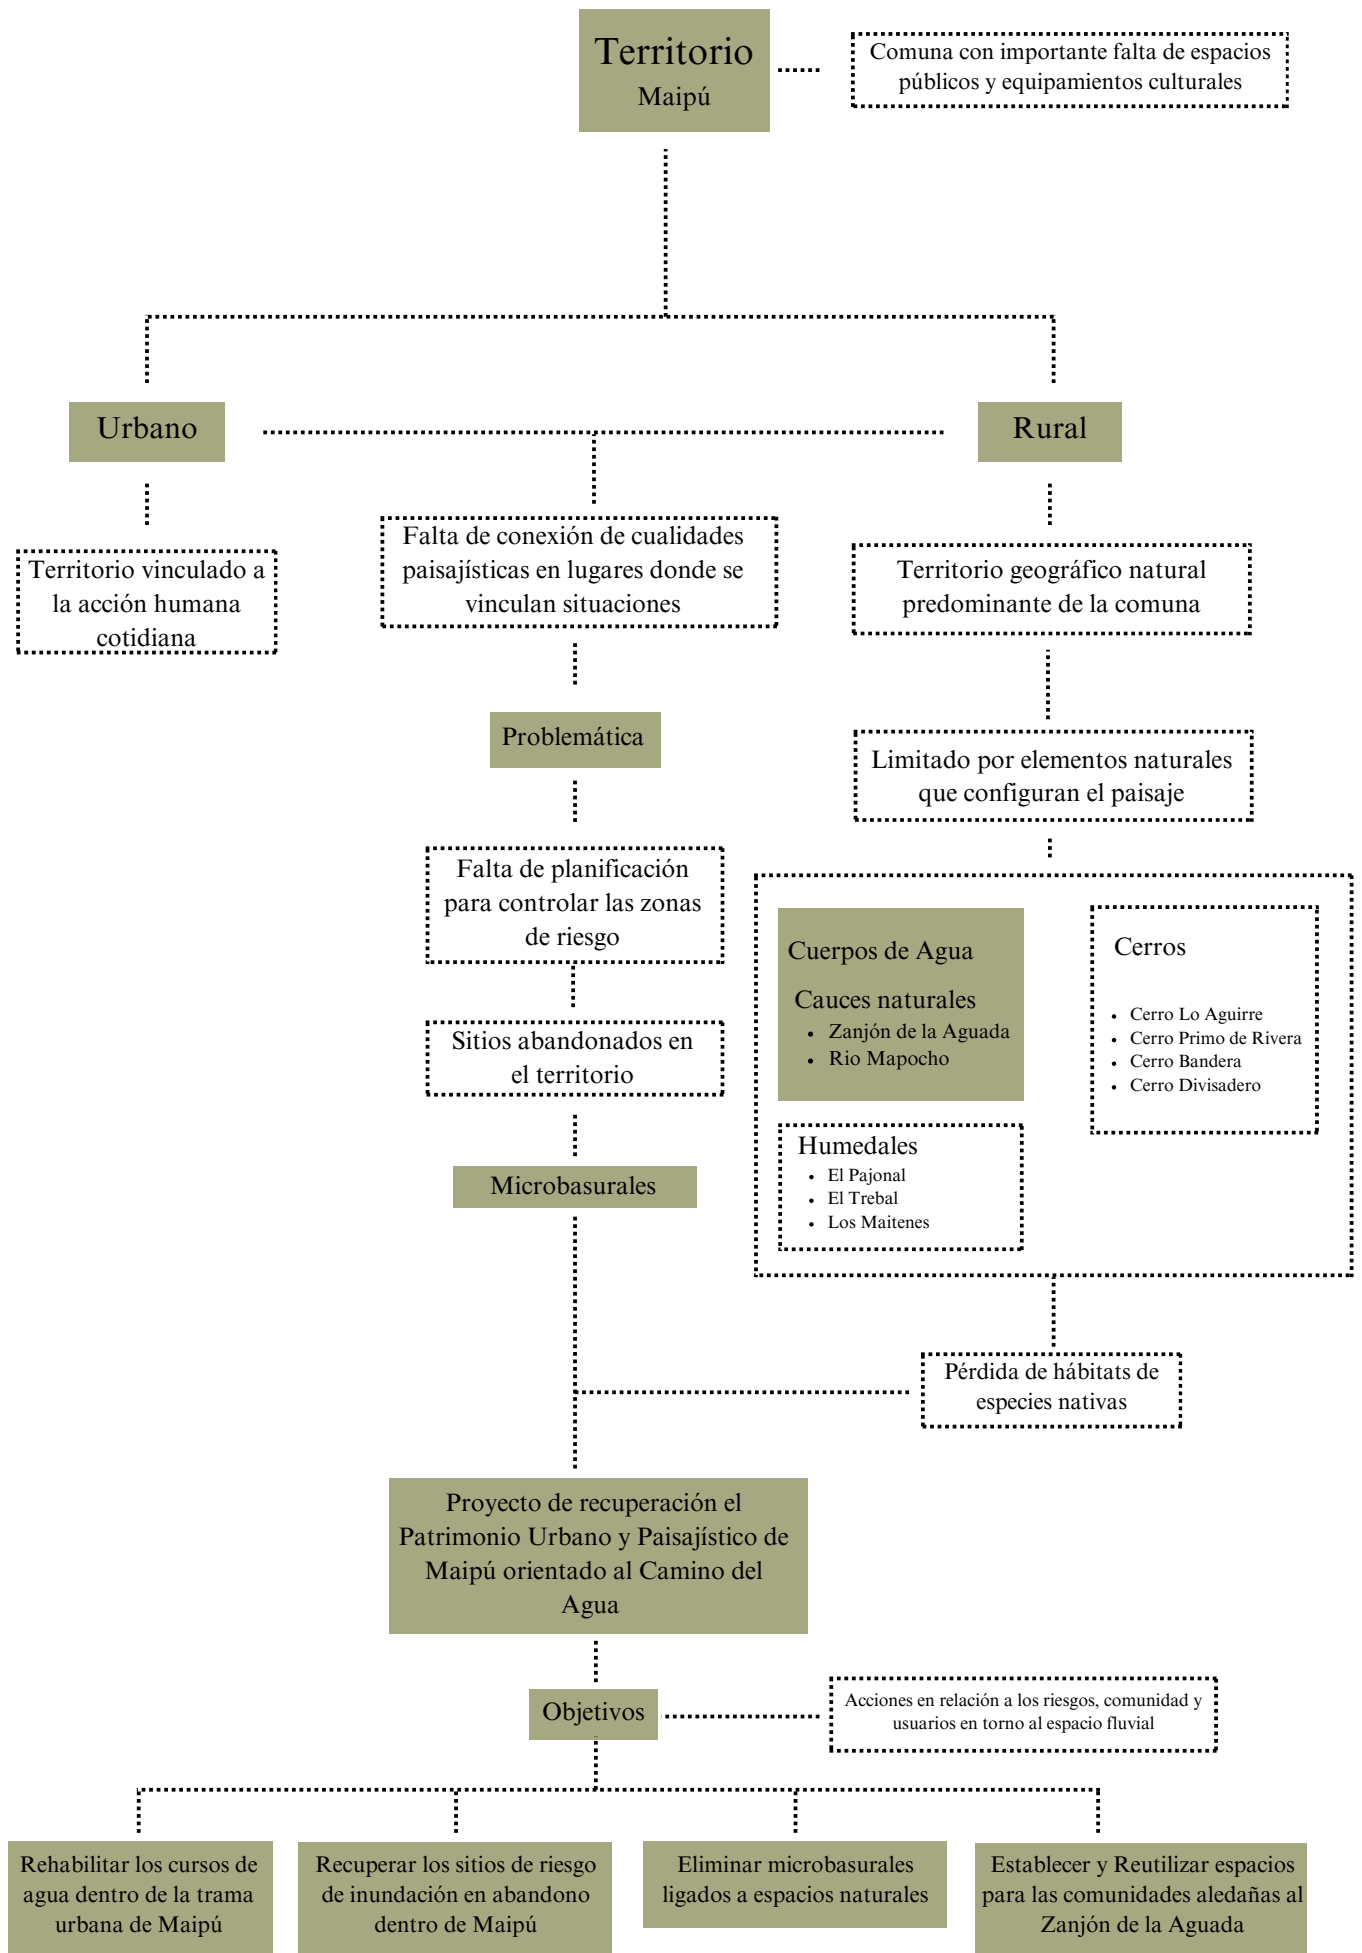 Territorio
Maipú
Comuna con importante falta de espacios
públicos y equipamientos culturales
Urbano
Rural
Territorio vinculado a
la acción humana
cotidiana
Falta de conexión de cualidades
paisajísticas en lugares donde se
vinculan situaciones
Territorio geográfico natural
predominante de la comuna
Problemática
Limitado por elementos naturales
que configuran el paisaje
Falta de planificación
para controlar las zonas
de riesgo
Sitios abandonados en
el territorio
Microbasurales
Cuerpos de Agua
Cauces naturales
• Zanjón de la Aguada
• Rio Mapocho
Cerros
• Cerro Lo Aguirre
• Cerro Primo de Rivera
• Cerro Bandera
• Cerro Divisadero
Humedales
• El Pajonal
• El Trebal
• Los Maitenes
Pérdida de hábitats de
especies nativas
Proyecto de recuperación el
Patrimonio Urbano y Paisajístico de
Maipú orientado al Camino del
Agua
Objetivos
Acciones en relación a los riesgos, comunidad y
usuarios en torno al espacio fluvial
Rehabilitar los cursos de
agua dentro de la trama
urbana de Maipú
Recuperar los sitios de riesgo
de inundación en abandono
dentro de Maipú
Eliminar microbasurales
ligados a espacios naturales
Establecer y Reutilizar espacios
para las comunidades aledañas al
Zanjón de la Aguada